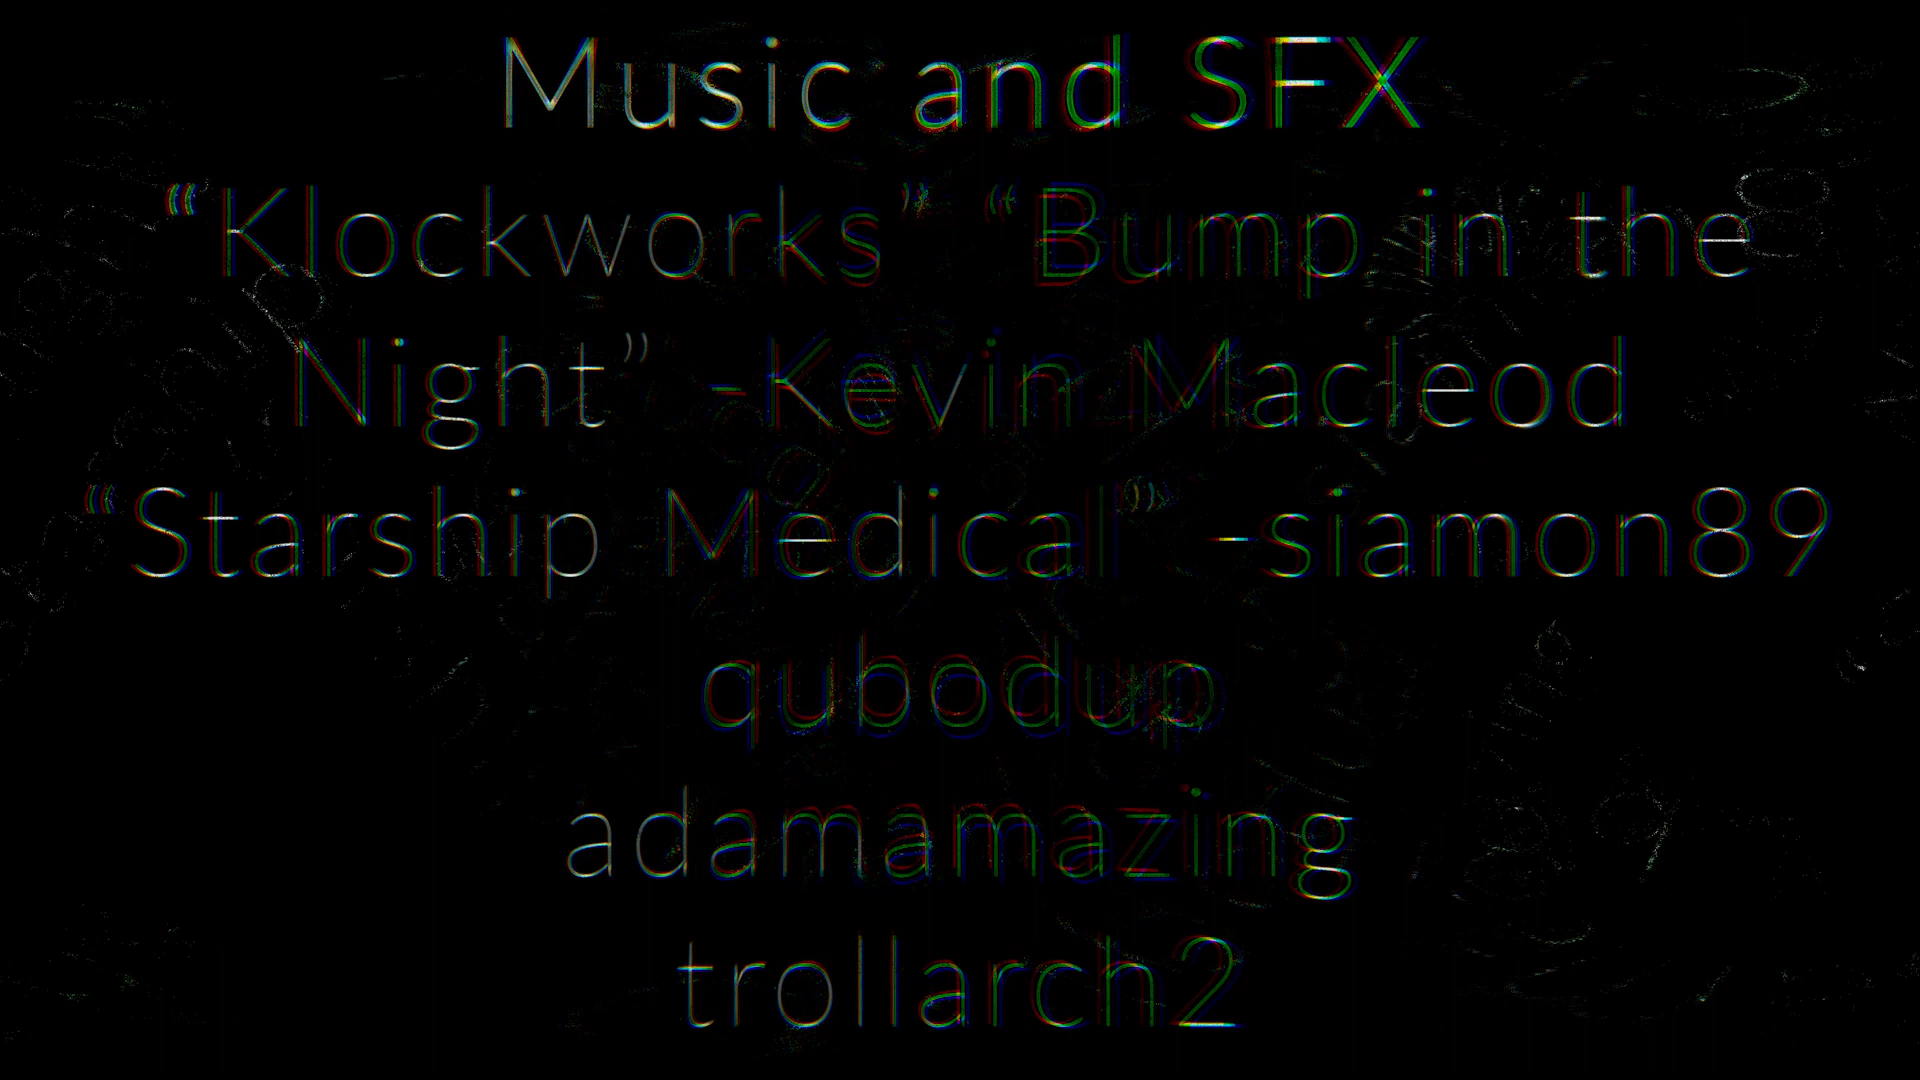 Music and SFX
“Klockworks” “Bump in the
Night” -Kevin Macleod
“Starship Medical” -siamon89
qubodup
adamamazing
trollarch2